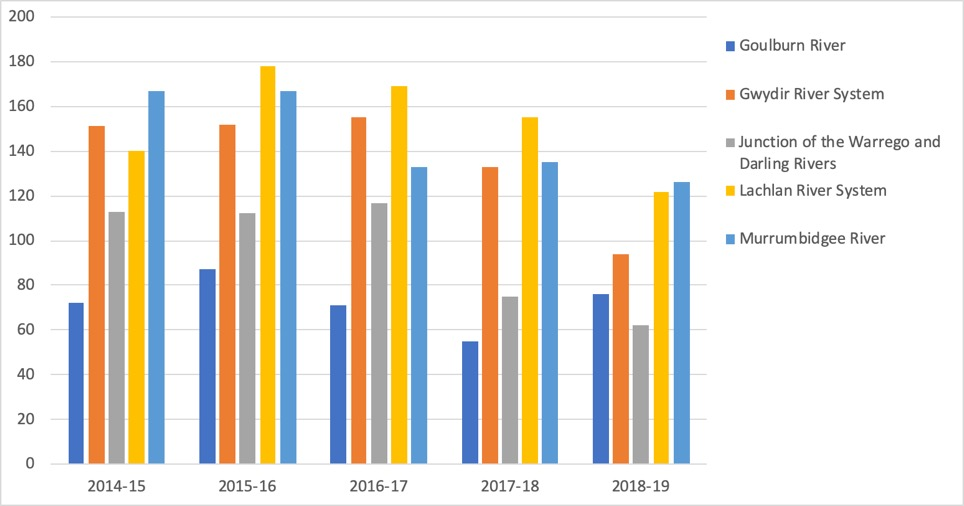 200
180
160
140
120
100
80
60
40
20
0
2014-15
2015-16
2016-17
2017-18
2018-19
Goulburn River
Gwydir River System
Junction of the Warrego and
Darling Rivers
Lachlan River System
Murrumbidgee River